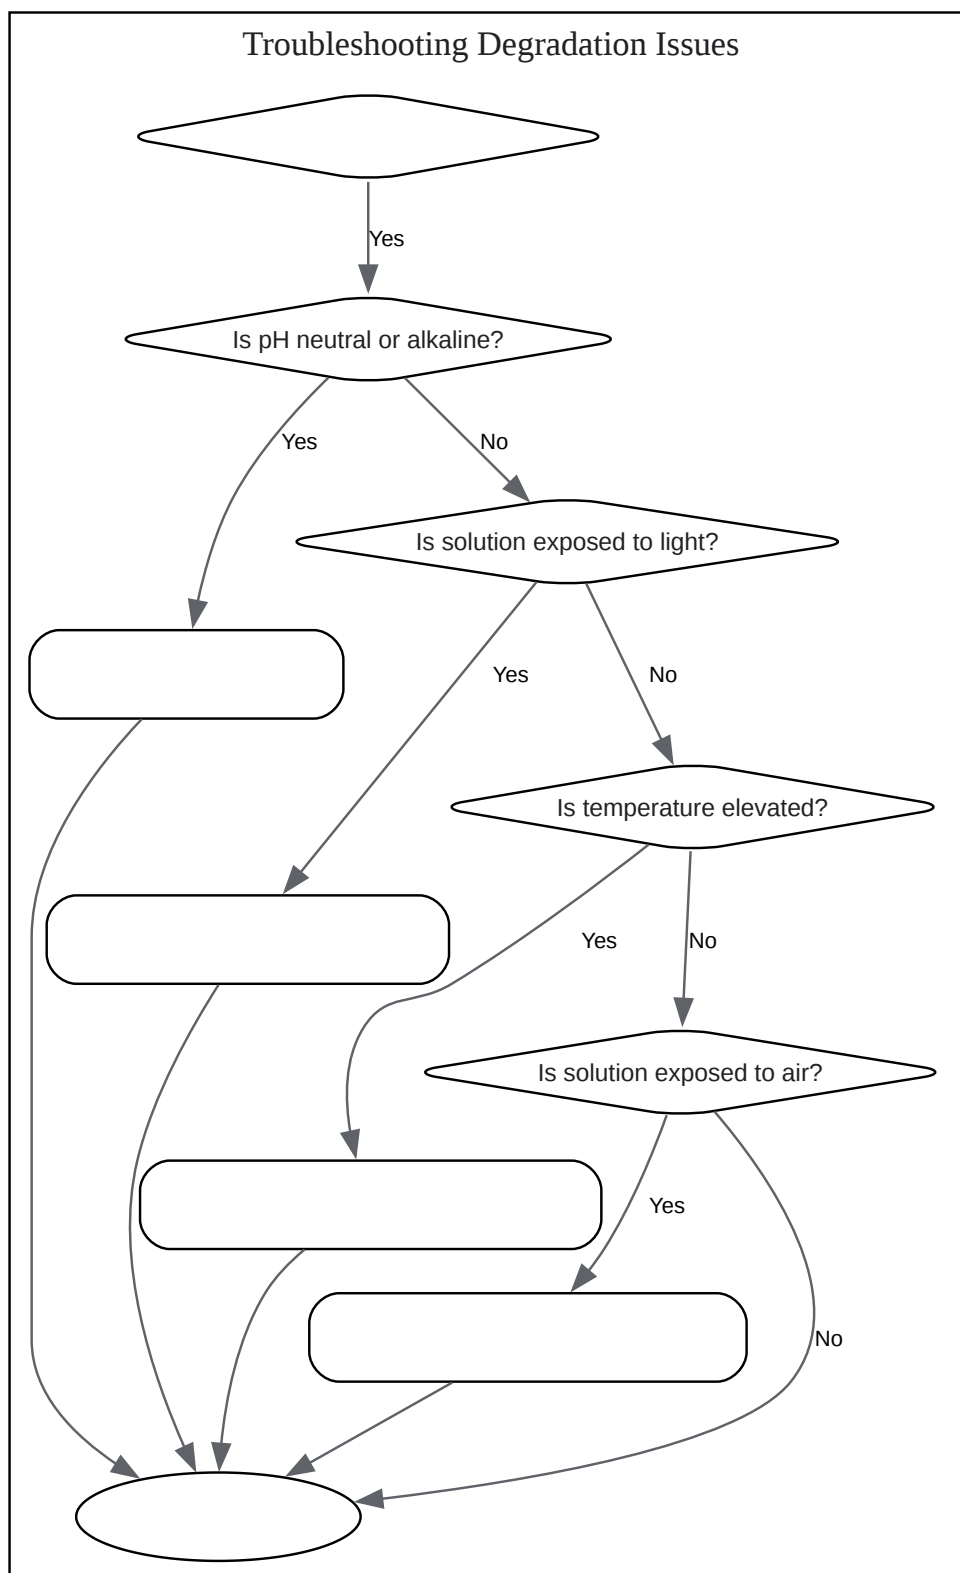 Troubleshooting Degradation Issues
Yes
Is pH neutral or alkaline?
Yes
No
Is solution exposed to light?
Yes
No
Is temperature elevated?
Yes
No
Is solution exposed to air?
Yes
No